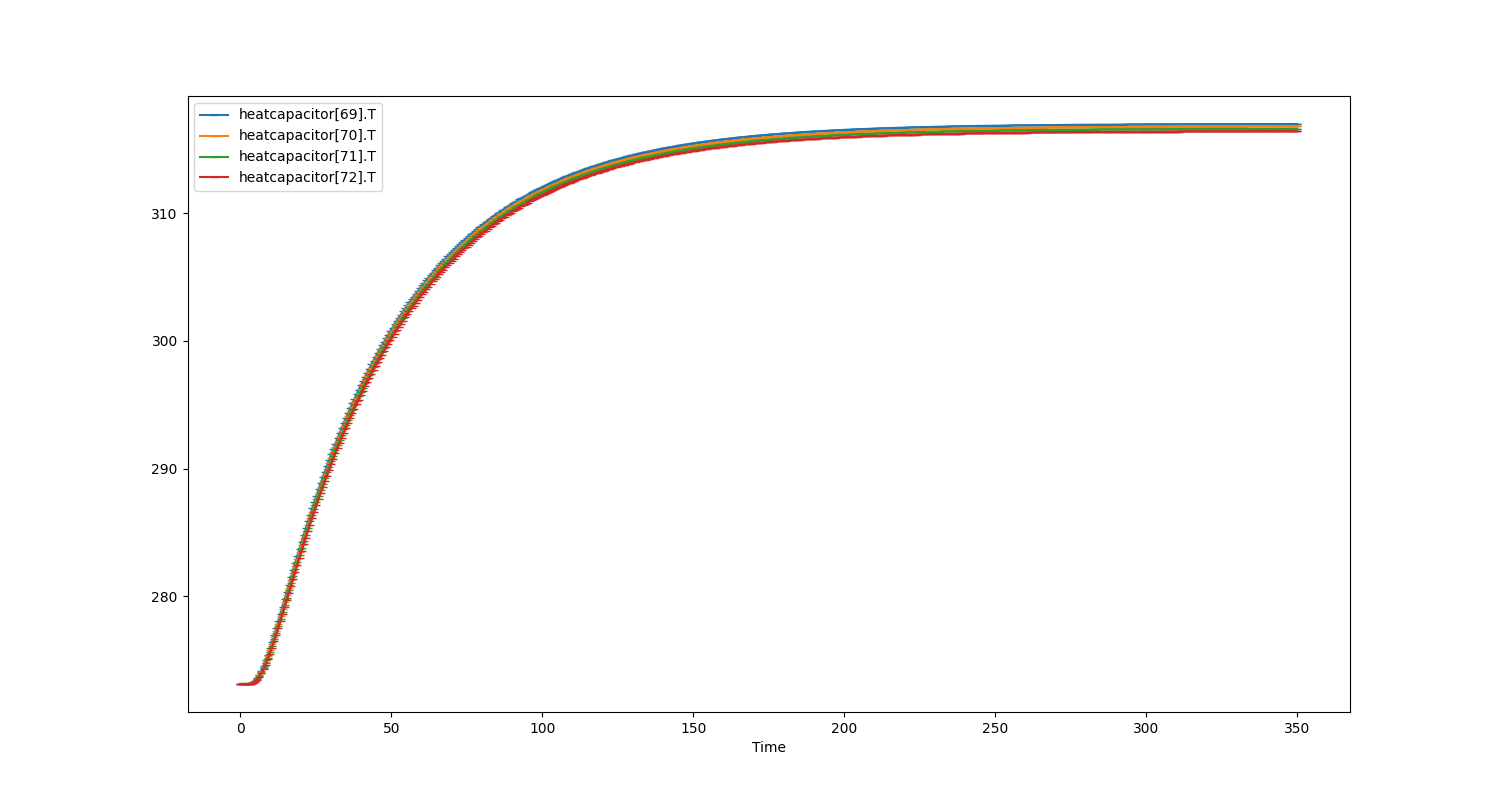 heatcapacitor[69].T
heatcapacitor[70].T
heatcapacitor[71].T
heatcapacitor[72].T
310
300
290
280
0 50 100 150 200 250 300 350
Time